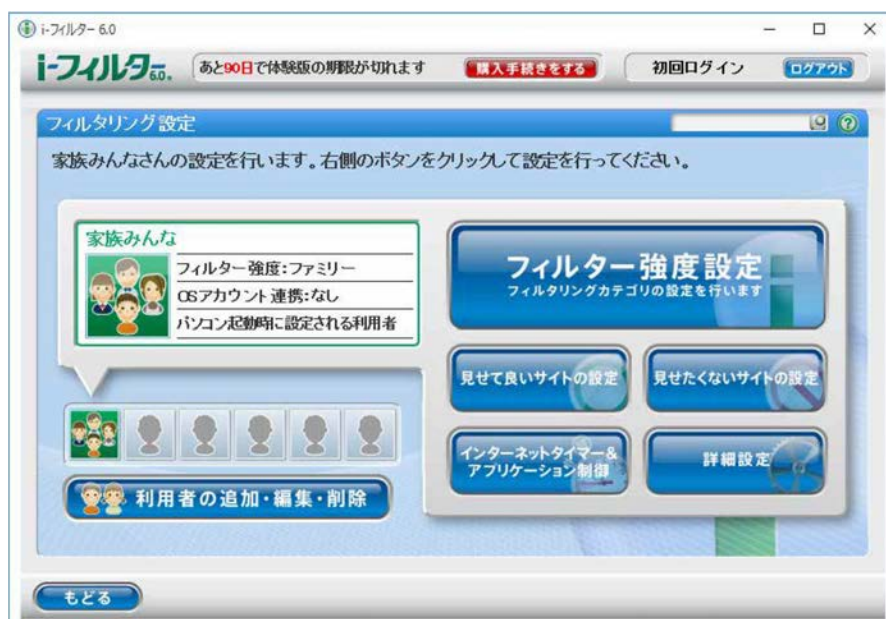 i-フィルター 6.0
i-フィルター 6.0.
あと90日で体験版の期限が切れます
購入手続きをする
初回ログイン
ログアウト
フィルタリング設定
家族みんなさんの設定を行います。右側のボタンをクリックして設定を行ってください。
家族みんな
フィルター強度:ファミリー
OSアカウント連携:なし
パソコン起動時に設定される利用者
フィルター強度設定
フィルタリングカテゴリの設定を行います
見せて良いサイトの設定
見せたくないサイトの設定
インターネットタイマー&
アプリケーション制御
詳細設定
利用者の追加・編集・削除
もどる